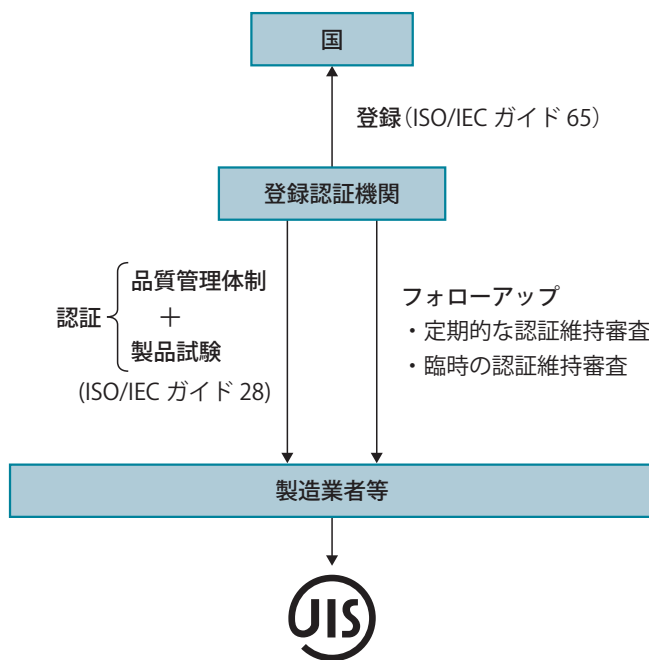 国
登録(ISO/IEC ガイド 65)
登録認証機関
認証
品質管理体制
+
製品試験
(ISO/IEC ガイド 28)
フォローアップ
・定期的な認証維持審査
・臨時の認証維持審査
製造業者等
JIS